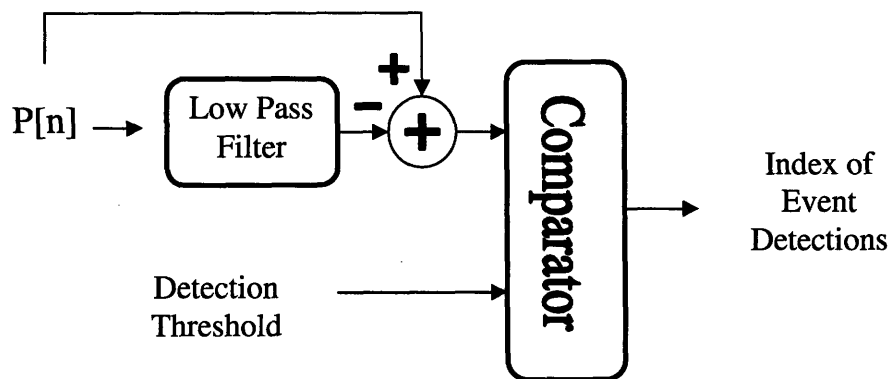 +
P[n]
Low Pass
Filter
−
+
Comparator
Index of
Event
Detections
Detection
Threshold